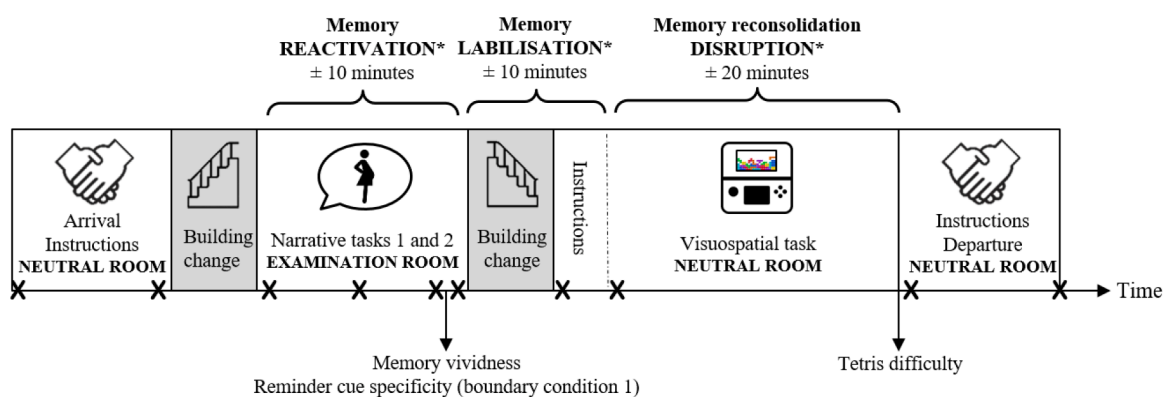 Memory
REACTIVATION*
± 10 minutes
Memory
LABILISATION*
± 10 minutes
Memory reconsolidation
DISRUPTION*
± 20 minutes
Arrival
Instructions
NEUTRAL ROOM
Building
change
Narrative tasks 1 and 2
EXAMINATION ROOM
Building
change
Instructions
Visuospatial task
NEUTRAL ROOM
Instructions
Departure
NEUTRAL ROOM
Time
Memory vividness
Reminder cue specificity (boundary condition 1)
Tetris difficulty